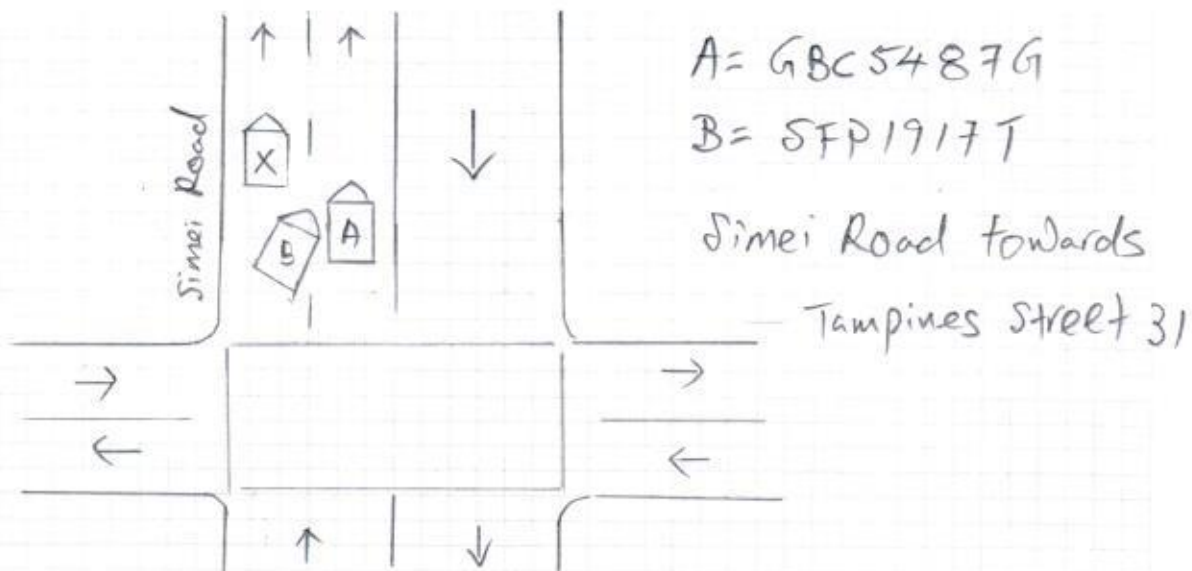 A= GBC5487G
B= SFP1917T
Simei Road towards
Tampines Street 31
Simei Road
X
B
A